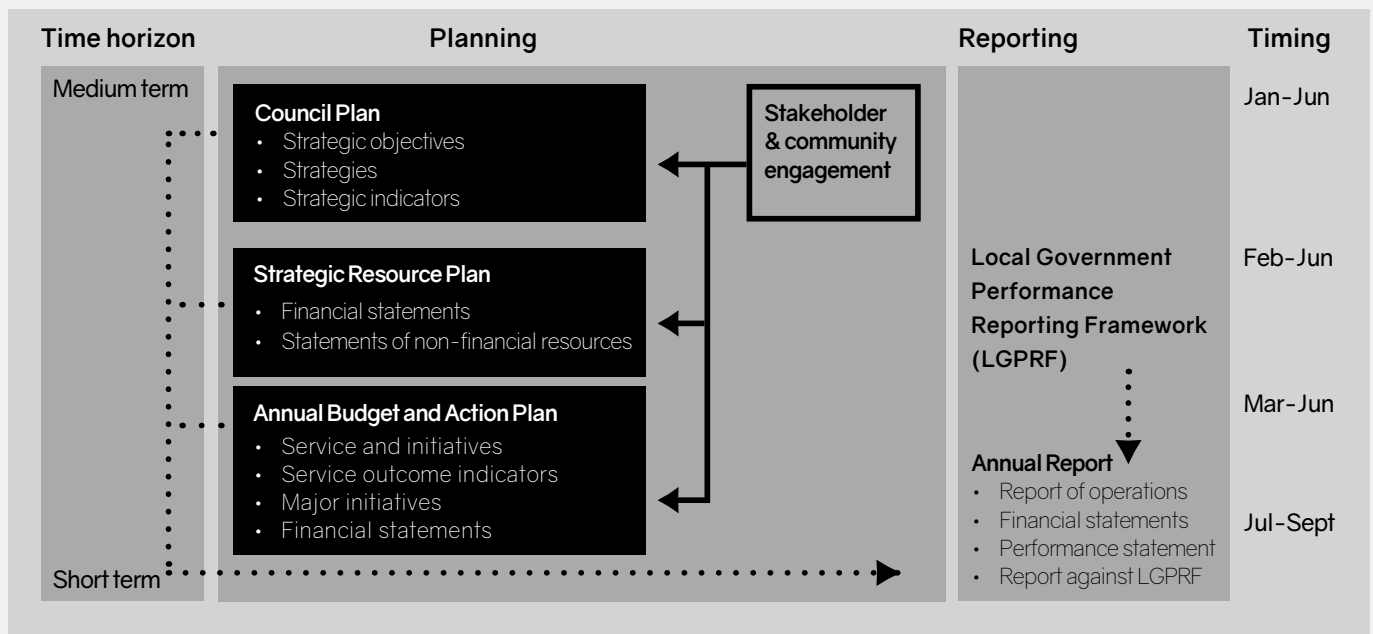 Time horizon
Planning
Reporting
Timing
Medium term
Council Plan
• Strategic objectives
• Strategies
• Strategic indicators
Stakeholder
& community
engagement
Jan-Jun
Strategic Resource Plan
• Financial statements
• Statements of non-financial resources
Local Government
Performance
Reporting Framework
(LGPRF)
Feb-Jun
Annual Budget and Action Plan
• Service and initiatives
• Service outcome indicators
• Major initiatives
• Financial statements
Mar-Jun
Annual Report
• Report of operations
• Financial statements
• Performance statement
• Report against LGPRF
Jul-Sept
Short term